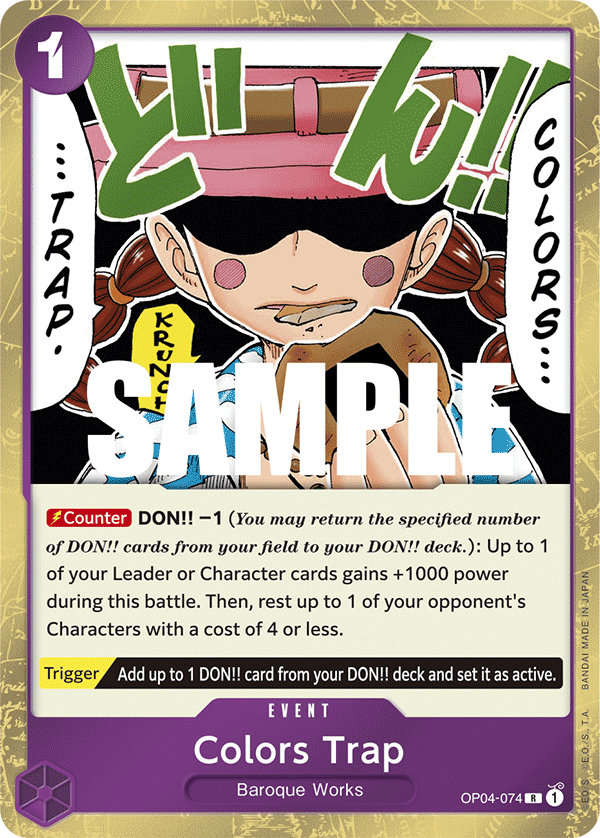 1
どん!!
COLORS...
...TRAP.
KRUNCH
SAMPLE
⚡Counter DON!! −1 (You may return the specified number
of DON!! cards from your field to your DON!! deck.): Up to 1
of your Leader or Character cards gains +1000 power
during this battle. Then, rest up to 1 of your opponent's
Characters with a cost of 4 or less.
Trigger Add up to 1 DON!! card from your DON!! deck and set it as active.
EVENT
Colors Trap
Baroque Works
OP04-074 R 1
BANDAI MADE IN JAPAN